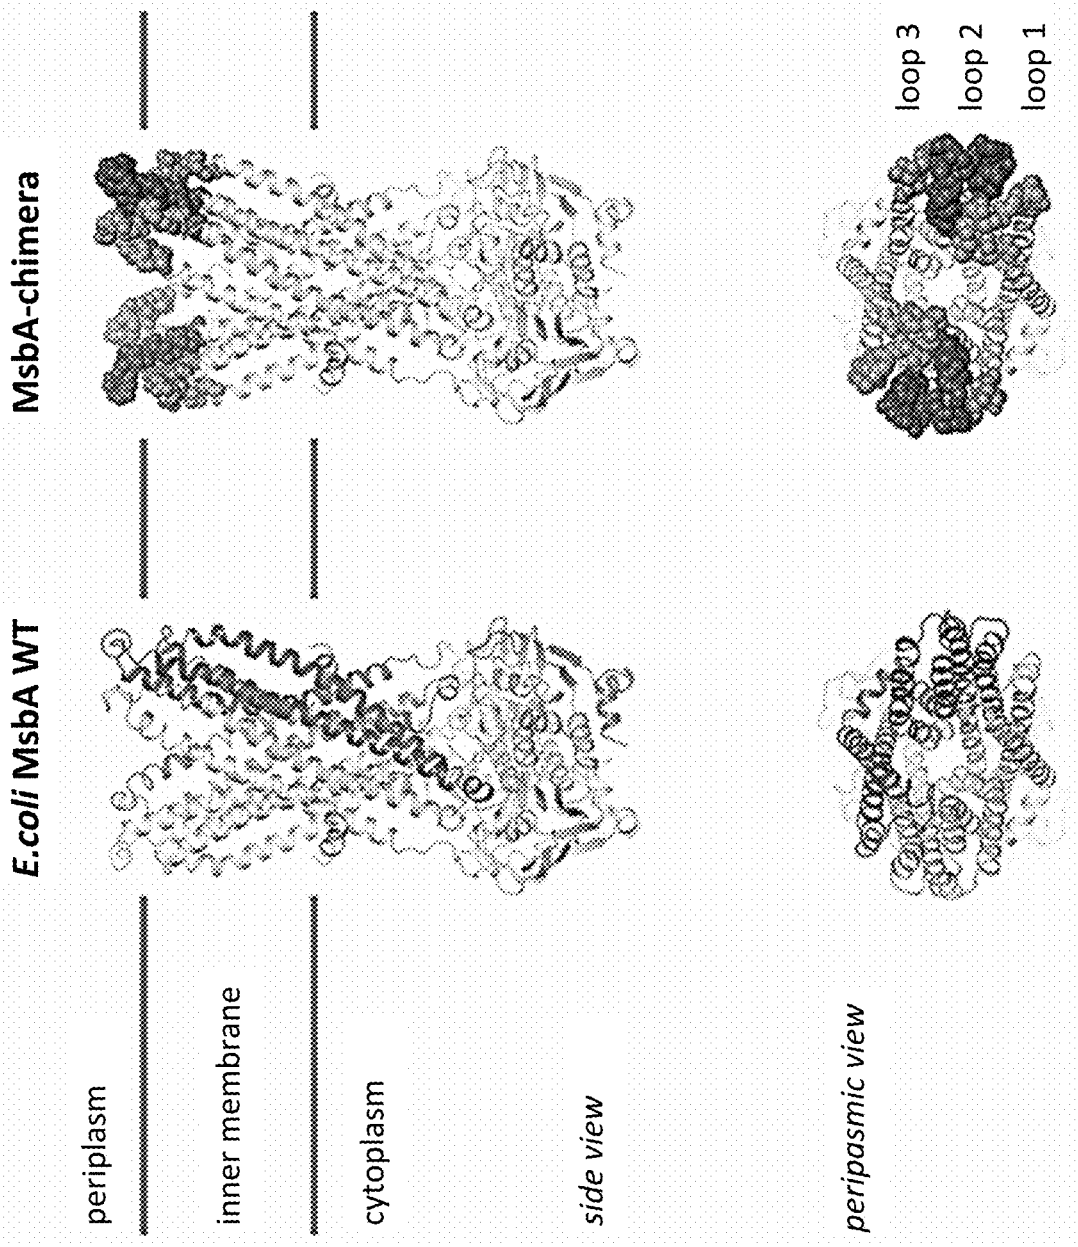 E.coli MsbA WT
MsbA-chimera
periplasm
inner membrane
cytoplasm
side view
peripasmic view
loop 3
loop 2
loop 1